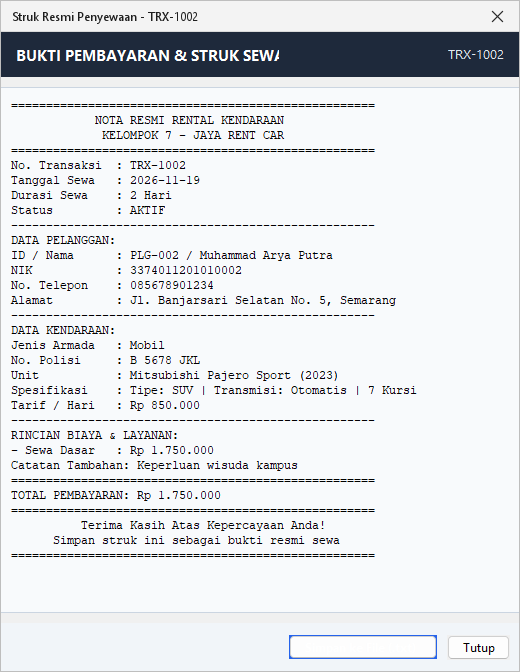 Struk Resmi Penyewaan - TRX-1002
BUKTI PEMBAYARAN & STRUK SEWA
TRX-1002
====================================================
NOTA RESMI RENTAL KENDARAAN
KELOMPOK 7 - JAYA RENT CAR
====================================================
No. Transaksi : TRX-1002
Tanggal Sewa : 2026-11-19
Durasi Sewa : 2 Hari
Status : AKTIF
----------------------------------------------------
DATA PELANGGAN:
ID / Nama : PLG-002 / Muhammad Arya Putra
NIK : 3374011201010002
No. Telepon : 085678901234
Alamat : Jl. Banjarsari Selatan No. 5, Semarang
----------------------------------------------------
DATA KENDARAAN:
Jenis Armada : Mobil
No. Polisi : B 5678 JKL
Unit : Mitsubishi Pajero Sport (2023)
Spesifikasi : Tipe: SUV | Transmisi: Otomatis | 7 Kursi
Tarif / Hari : Rp 850.000
----------------------------------------------------
RINCIAN BIAYA & LAYANAN:
- Sewa Dasar : Rp 1.750.000
Catatan Tambahan: Keperluan wisuda kampus
====================================================
TOTAL PEMBAYARAN: Rp 1.750.000
====================================================
Terima Kasih Atas Kepercayaan Anda!
Simpan struk ini sebagai bukti resmi sewa
====================================================
Tutup